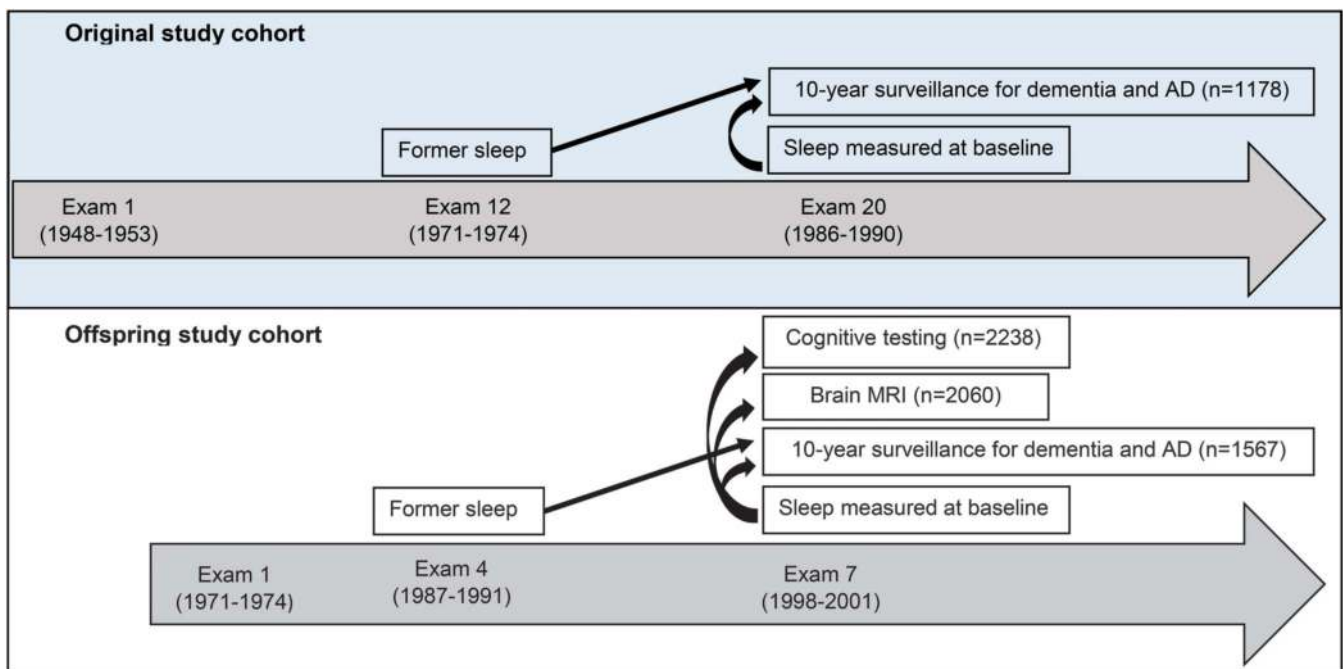 Original study cohort
10-year surveillance for dementia and AD (n=1178)
Former sleep
Sleep measured at baseline
Exam 1
(1948-1953)
Exam 12
(1971-1974)
Exam 20
(1986-1990)
Offspring study cohort
Cognitive testing (n=2238)
Brain MRI (n=2060)
10-year surveillance for dementia and AD (n=1567)
Former sleep
Sleep measured at baseline
Exam 1
(1971-1974)
Exam 4
(1987-1991)
Exam 7
(1998-2001)